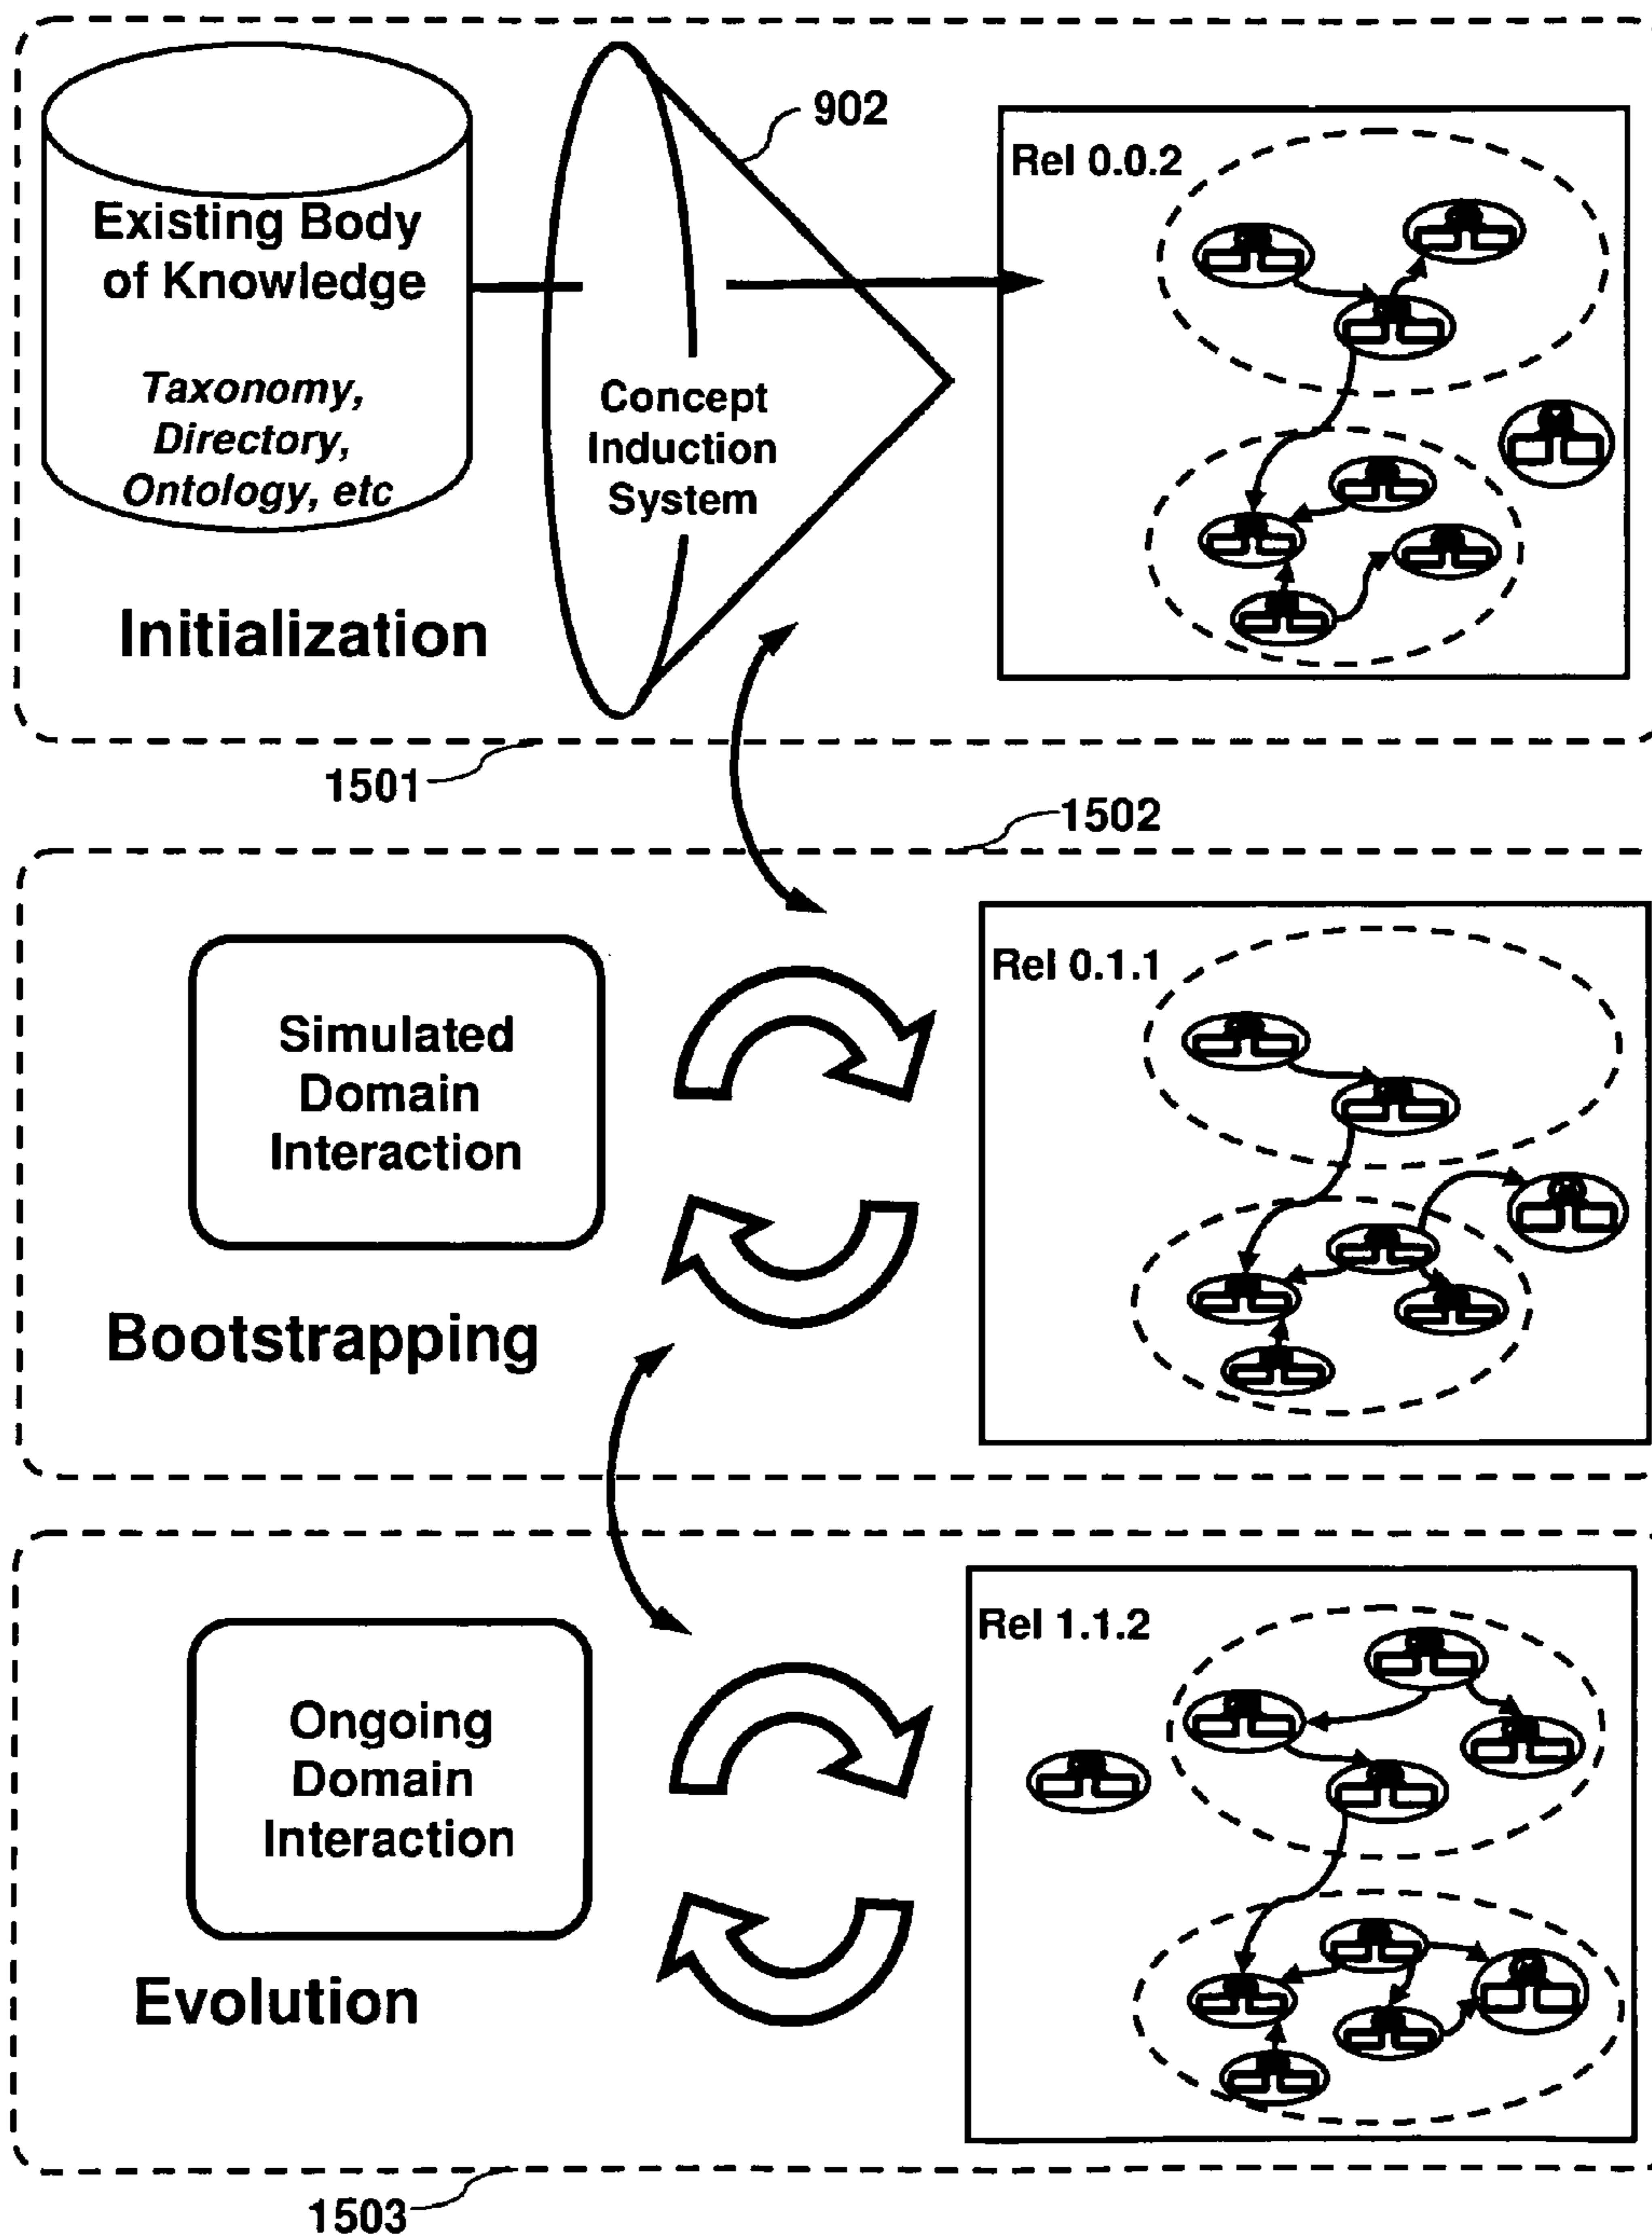 902
Rel 0.0.2
Existing Body
of Knowledge
Taxonomy,
Directory,
Ontology, etc
Concept
Induction
System
Initialization
1501
1502
Rel 0.1.1
Simulated
Domain
Interaction
Bootstrapping
Rel 1.1.2
Ongoing
Domain
Interaction
Evolution
1503